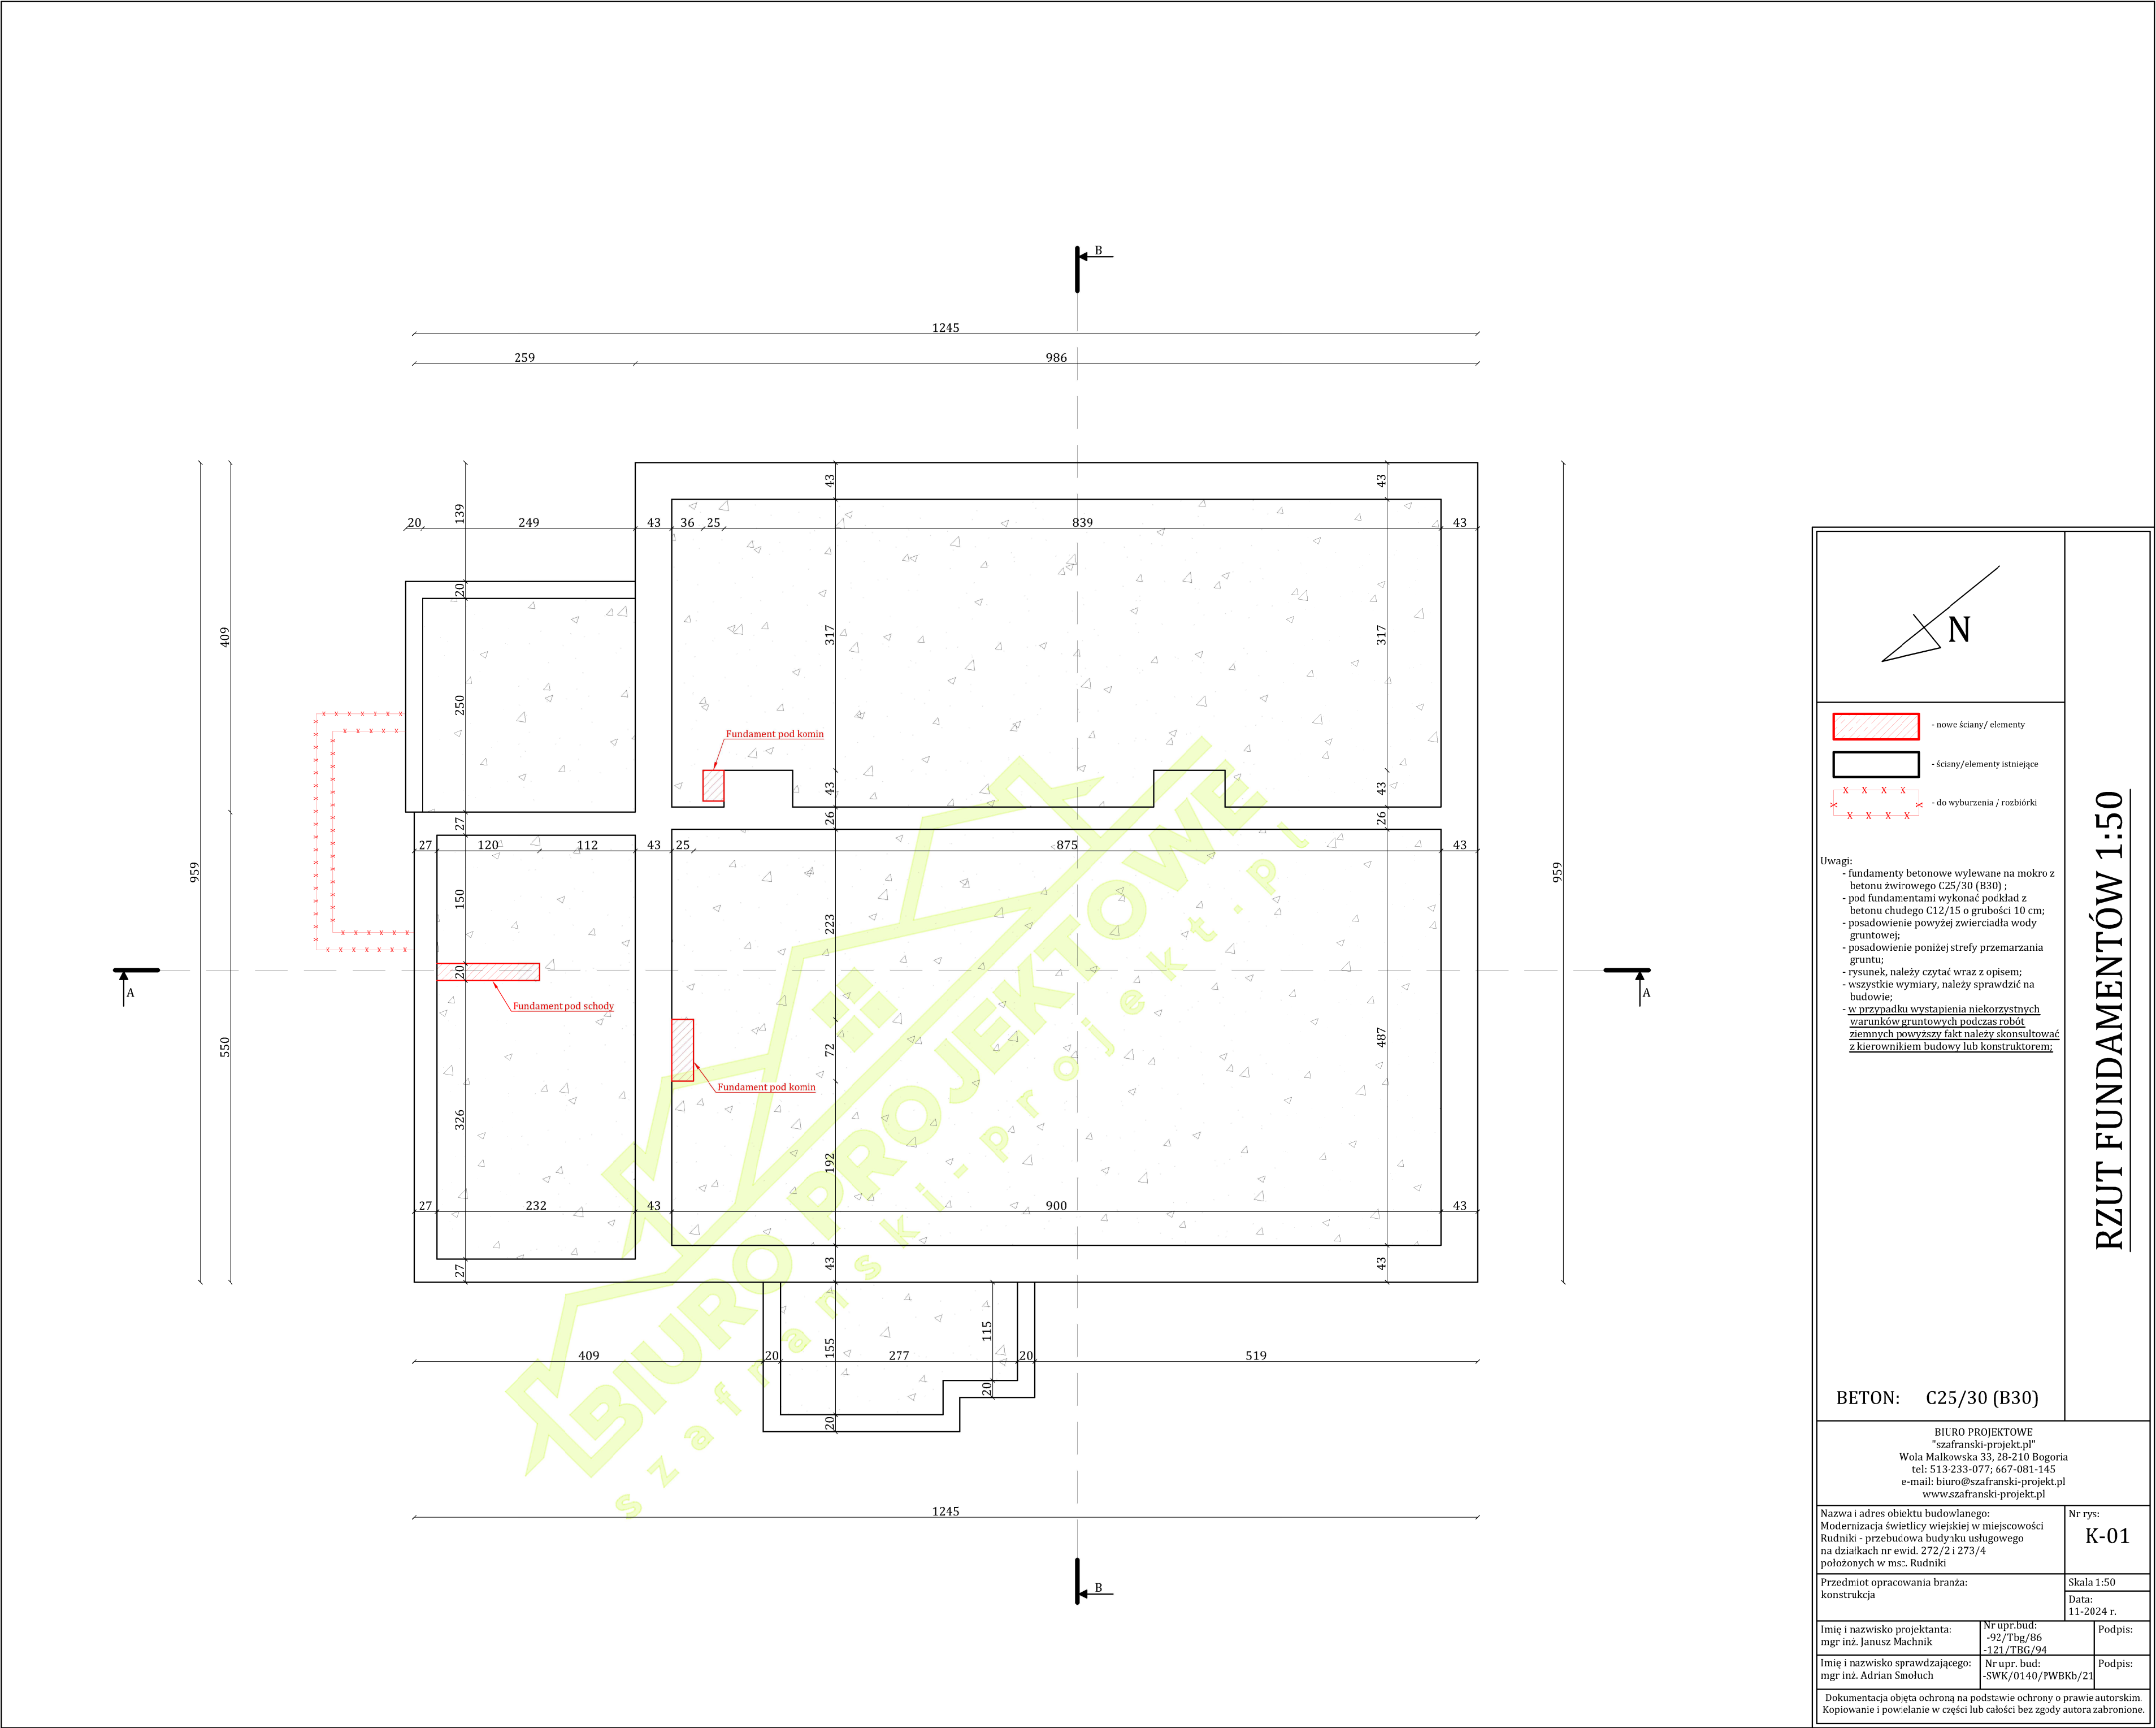 B
1245
259
986
43
43
139
20
249
43
36
25
839
43
20
409
317
317
250
Fundament pod komin
43
43
27
26
26
27
120
112
43
25
875
43
959
959
150
223
20
A
A
Fundament pod schody
550
72
487
Fundament pod komin
326
192
27
232
43
900
43
27
43
43
115
155
409
20
277
20
519
20
20
1245
B
BIURO PROJEKTOWE
szafranski-projekt.pl
N
- nowe ściany/ elementy
- ściany/elementy istniejące
- do wyburzenia / rozbiórki
X X X X
X X
X X X X
Uwagi:
- fundamenty betonowe wylewane na mokro z
betonu żwirowego C25/30 (B30) ;
- pod fundamentami wykonać podkład z
betonu chudego C12/15 o grubości 10 cm;
- posadowienie powyżej zwierciadła wody
gruntowej;
- posadowienie poniżej strefy przemarzania
gruntu;
- rysunek, należy czytać wraz z opisem;
- wszystkie wymiary, należy sprawdzić na
budowie;
- w przypadku wystąpienia niekorzystnych
warunków gruntowych podczas robót
ziemnych powyższy fakt należy skonsultować
z kierownikiem budowy lub konstruktorem;
RZUT FUNDAMENTÓW 1:50
BETON: C25/30 (B30)
BIURO PROJEKTOWE
"szafranski-projekt.pl"
Wola Malkowska 33, 28-210 Bogoria
tel: 513-233-077; 667-081-145
e-mail: biuro@szafranski-projekt.pl
www.szafranski-projekt.pl
Nazwa i adres obiektu budowlanego:
Modernizacja świetlicy wiejskiej w miejscowości
Rudniki - przebudowa budynku usługowego
na działkach nr ewid. 272/2 i 273/4
położonych w msc. Rudniki
Nr rys:
K-01
Przedmiot opracowania branża:
konstrukcja
Skala 1:50
Data:
11-2024 r.
Imię i nazwisko projektanta:
mgr inż. Janusz Machnik
Nr upr.bud:
-92/Tbg/86
-121/TBG/94
Podpis:
Imię i nazwisko sprawdzającego:
mgr inż. Adrian Smołuch
Nr upr. bud:
-SWK/0140/PWBKb/21
Podpis:
Dokumentacja objęta ochroną na podstawie ochrony o prawie autorskim.
Kopiowanie i powielanie w części lub całości bez zgody autora zabronione.